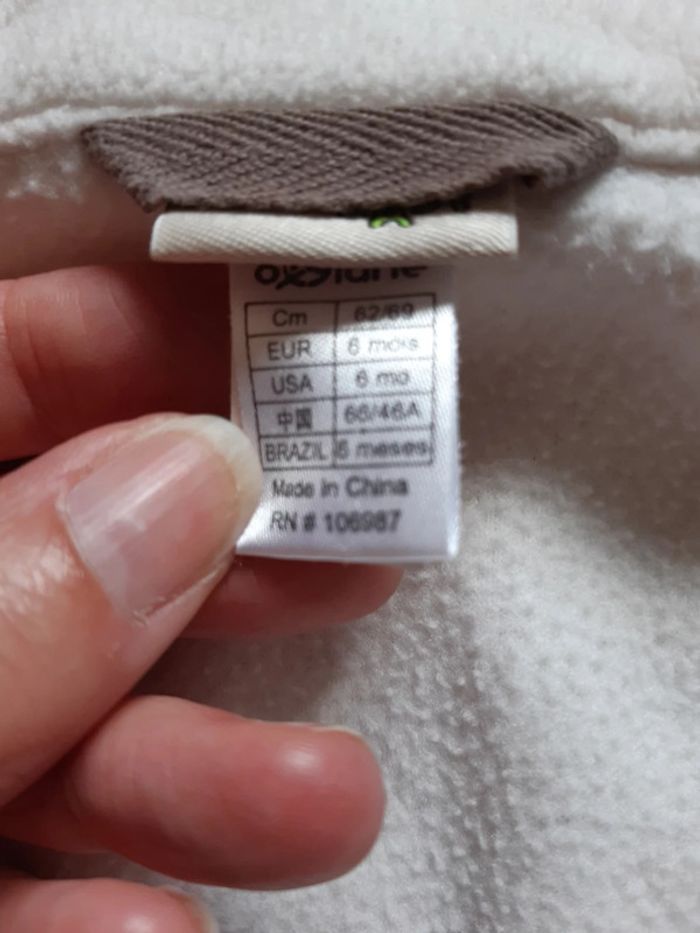 oxylane
Cm 62/69
EUR 6 mois
USA 6 mo
中国 66/46A
BRAZIL 6 meses
Made in China
RN # 106987